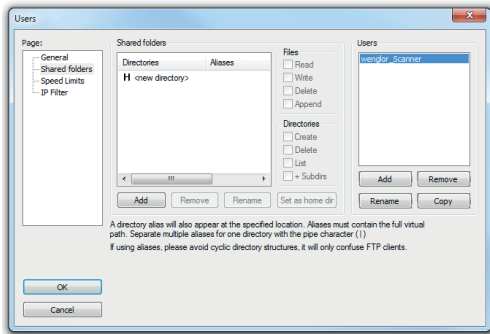 Users
Page:
General
Shared folders
Speed Limits
IP Filter
OK
Cancel
Shared folders
Directories Aliases
H <new directory>
Add Remove Rename Set as home dir
Files
Read
Write
Delete
Append
Directories
Create
Delete
List
+ Subdirs
Users
wenglor_Scanner
Add Remove
Rename Copy
A directory alias will also appear at the specified location. Aliases must contain the full virtual
path. Separate multiple aliases for one directory with the pipe character ( | )
If using aliases, please avoid cyclic directory structures, it will only confuse FTP clients.